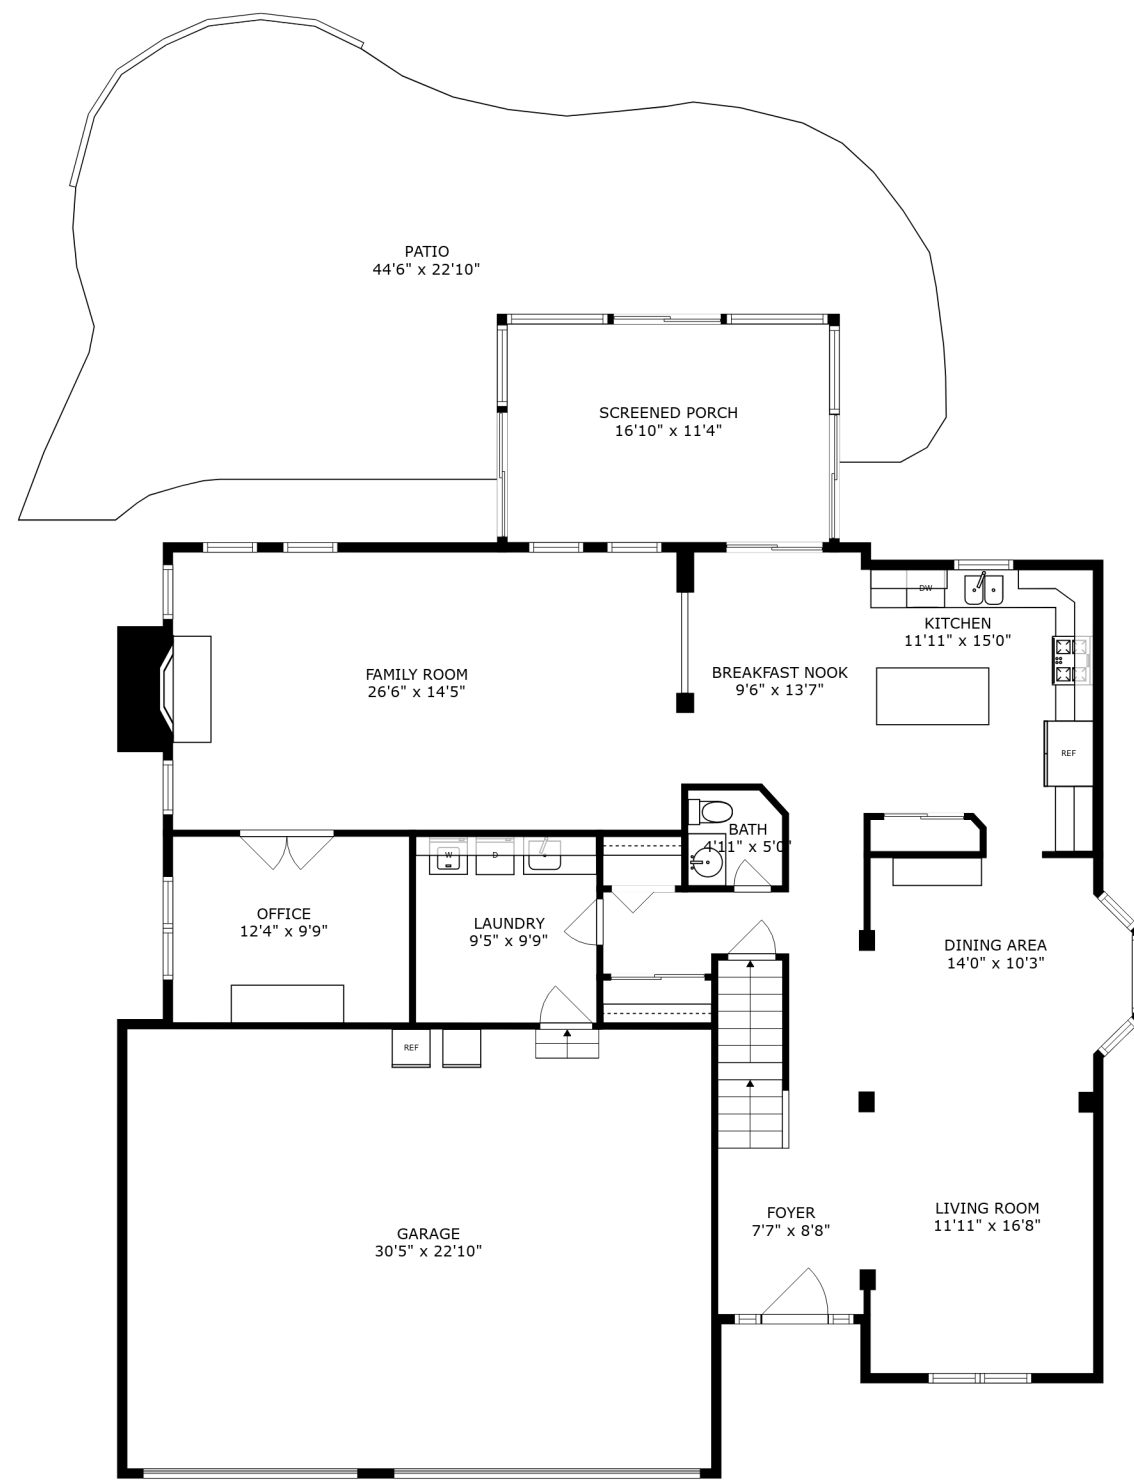 PATIO
44'6" x 22'10"
SCREENED PORCH
16'10" x 11'4"
DW
KITCHEN
11'11" x 15'0"
FAMILY ROOM
26'6" x 14'5"
BREAKFAST NOOK
9'6" x 13'7"
REF
BATH
4'11" x 5'0"
W
D
OFFICE
12'4" x 9'9"
LAUNDRY
9'5" x 9'9"
DINING AREA
14'0" x 10'3"
REF
FOYER
7'7" x 8'8"
LIVING ROOM
11'11" x 16'8"
GARAGE
30'5" x 22'10"